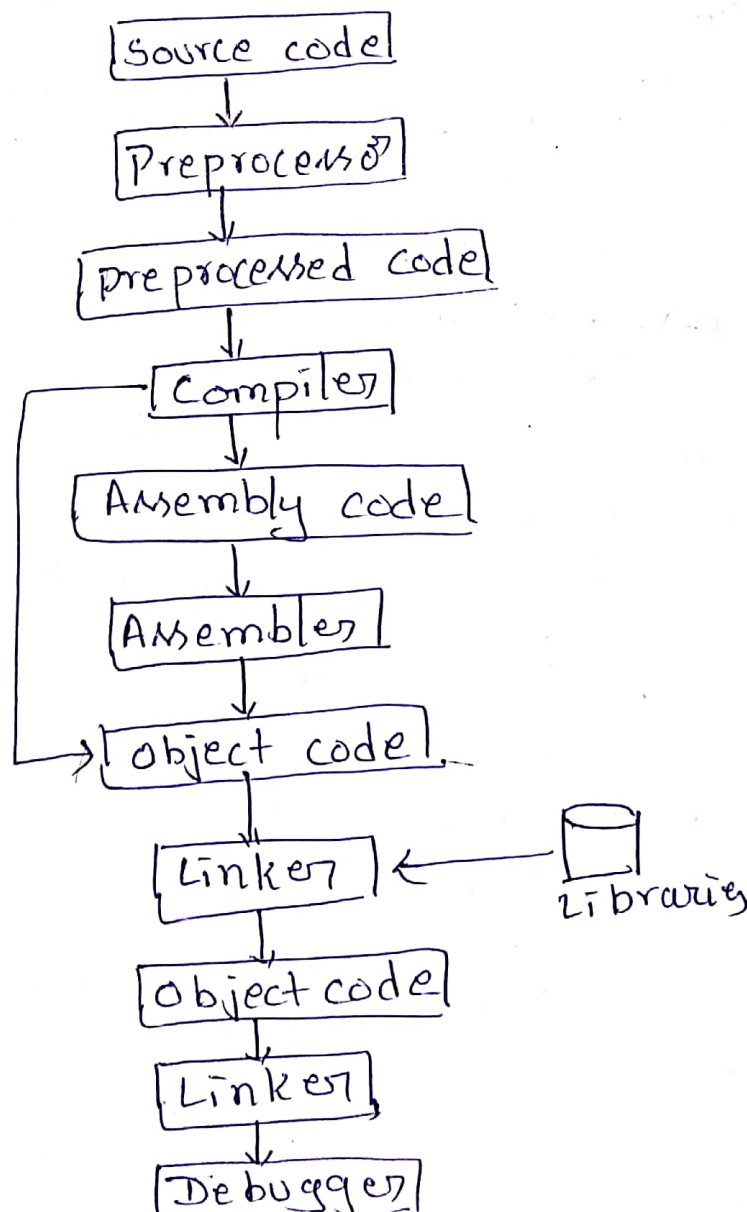 Source code
Preprocessor
preprocessed code
Compiler
Assembly code
Assembler
Object code
Linker
Libraries
Object code
Linker
Debugger